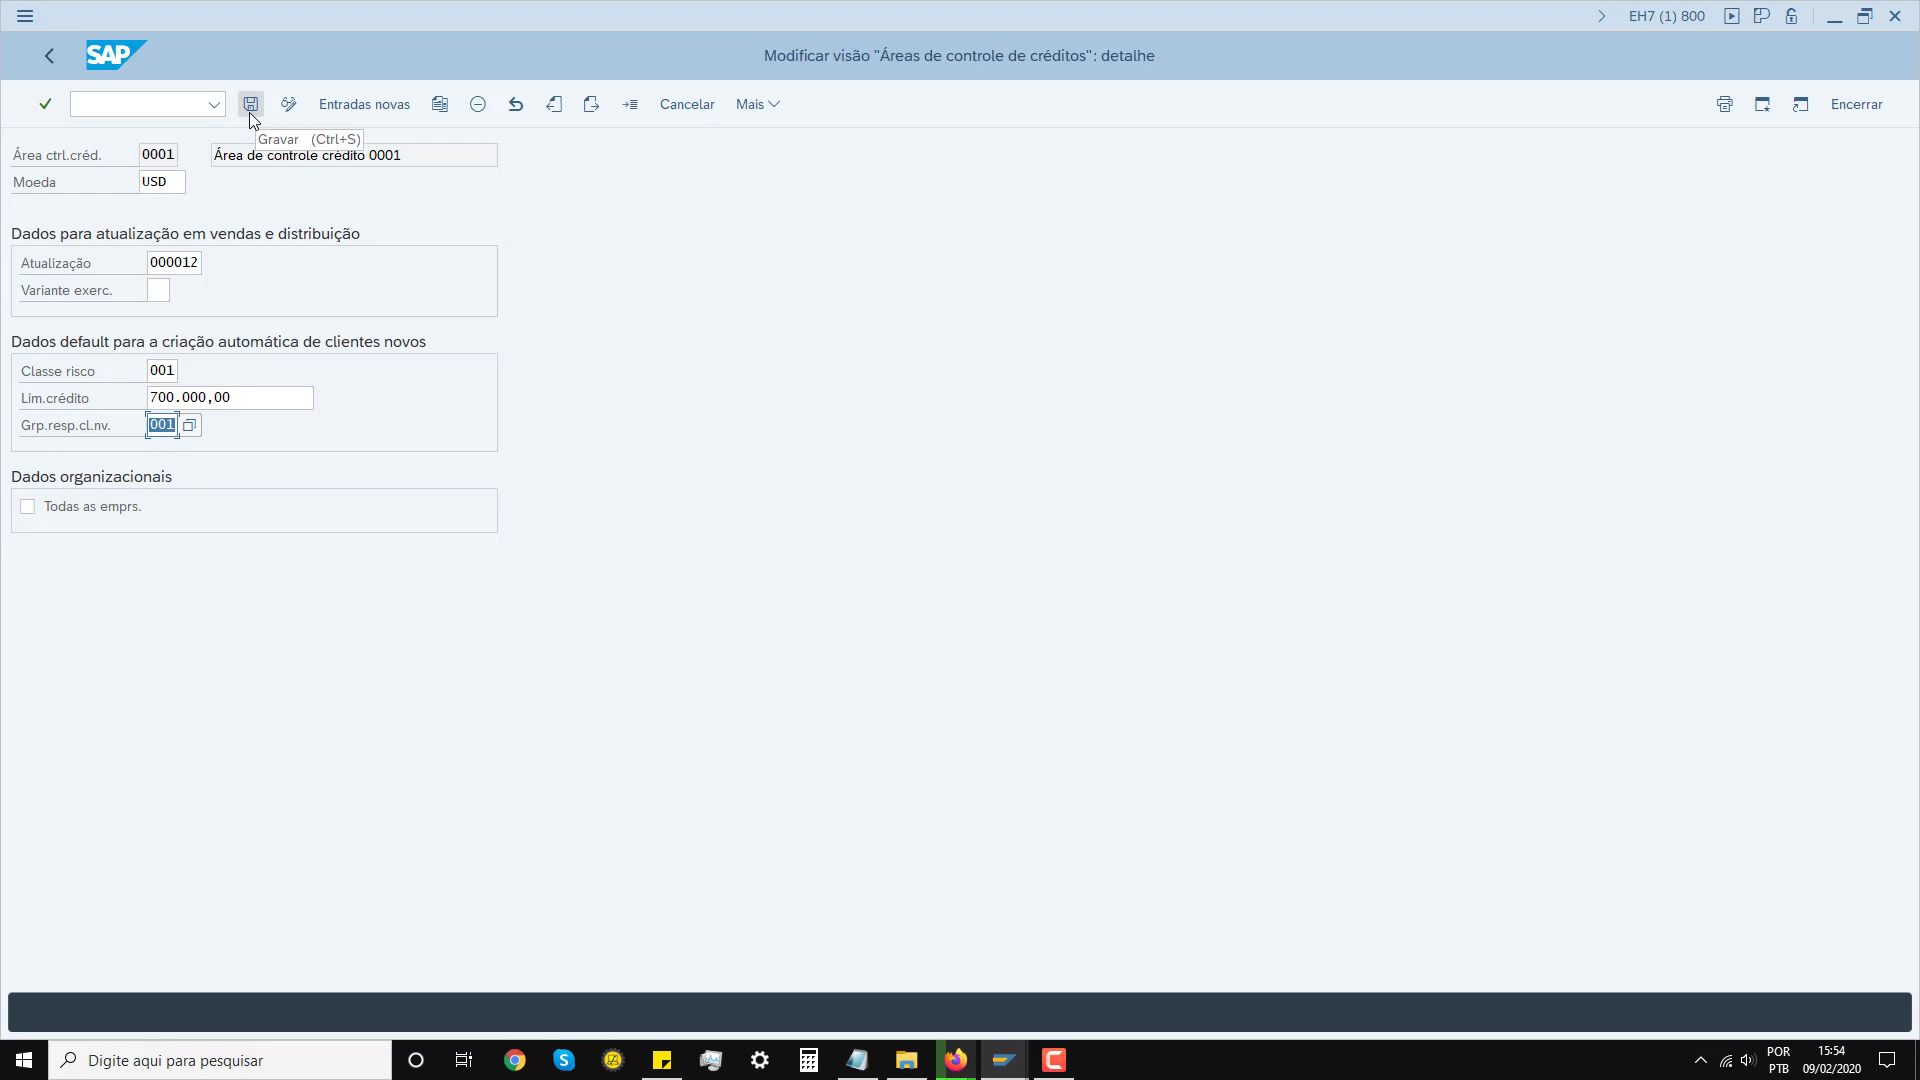 EH7 (1) 800
SAP
Modificar visão "Áreas de controle de créditos": detalhe
Entradas novas
Cancelar
Mais
Encerrar
Gravar (Ctrl+S)
Área ctrl.créd. 0001 Área de controle crédito 0001
Moeda USD
Dados para atualização em vendas e distribuição
Atualização 000012
Variante exerc.
Dados default para a criação automática de clientes novos
Classe risco 001
Lim.crédito 700.000,00
Grp.resp.cl.nv. 001
Dados organizacionais
Todas as emprs.
Digite aqui para pesquisar
POR
PTB
15:54
09/02/2020